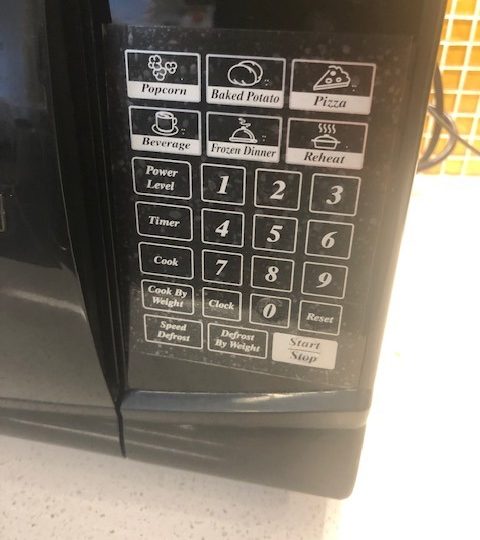 Popcorn
Baked Potato
Pizza
Beverage
Frozen Dinner
Reheat
Power
Level
1
2
3
Timer
4
5
6
Cook
7
8
9
Cook By
Weight
Clock
0
Reset
Speed
Defrost
Defrost
By Weight
Start
Stop